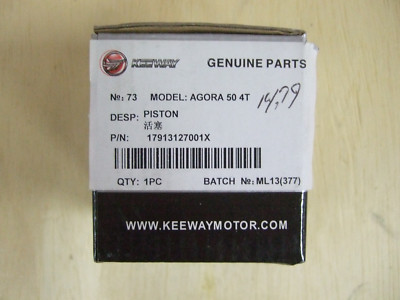 KEEWAY GENUINE PARTS
№: 73 MODEL: AGORA 50 4T
14,79
DESP: PISTON
活塞
P/N: 17913127001X
QTY: 1PC BATCH №: ML13(377)
WWW.KEEWAYMOTOR.COM